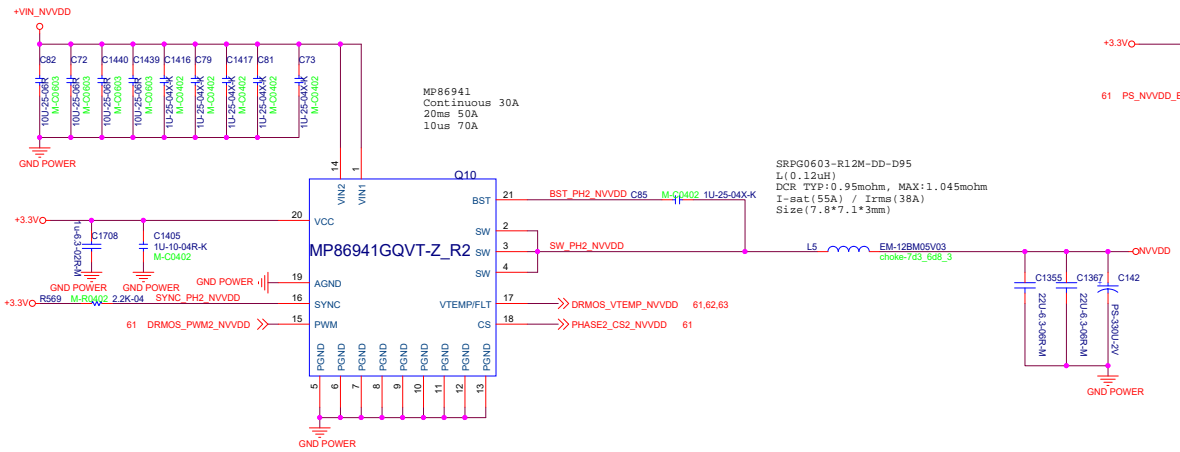 +VIN_NVVDD
C82
C72
C1440
C1439
C1416
C79
C1417
C81
C73
10U-25-06R
M-C0603
10U-25-06R
M-C0603
10U-25-06R
M-C0603
10U-25-06R
M-C0603
1U-25-04X-K
M-C0402
1U-25-04X-K
M-C0402
1U-25-04X-K
M-C0402
1U-25-04X-K
M-C0402
1U-25-04X-K
GND POWER
MP86941
Continuous 30A
20ms 50A
10us 70A
+3.3V
61 PS_NVVDD_E
SRPG0603-R12M-DD-D95
L(0.12uH)
DCR TYP:0.95mohm, MAX:1.045mohm
I-sat(55A) / Irms(38A)
Size(7.8*7.1*3mm)
14
1
VIN2
VIN1
Q10
MP86941GQVT-Z_R2
+3.3V
20
VCC
1u-6.3-02R-M
C1708
C1405
1U-10-04R-K
M-C0402
GND POWER
GND POWER
GND POWER
19
AGND
+3.3V
R569
M-R0402
2.2K-04
SYNC_PH2_NVVDD
16
SYNC
61 DRMOS_PWM2_NVVDD
15
PWM
BST
21
BST_PH2_NVVDD
C85
M-C0402
1U-25-04X-K
SW
2
SW
3
SW_PH2_NVVDD
SW
4
L5
EM-12BM05V03
choke-7d3_6d8_3
NVVDD
VTEMP/FLT
17
DRMOS_VTEMP_NVVDD 61,62,63
CS
18
PHASE2_CS2_NVVDD 61
C1355
22U-6.3-06R-M
C1367
22U-6.3-06R-M
C142
PS-330U-2V
GND POWER
PGND
PGND
PGND
PGND
PGND
PGND
PGND
PGND
PGND
5
6
7
8
9
10
11
12
13
GND POWER